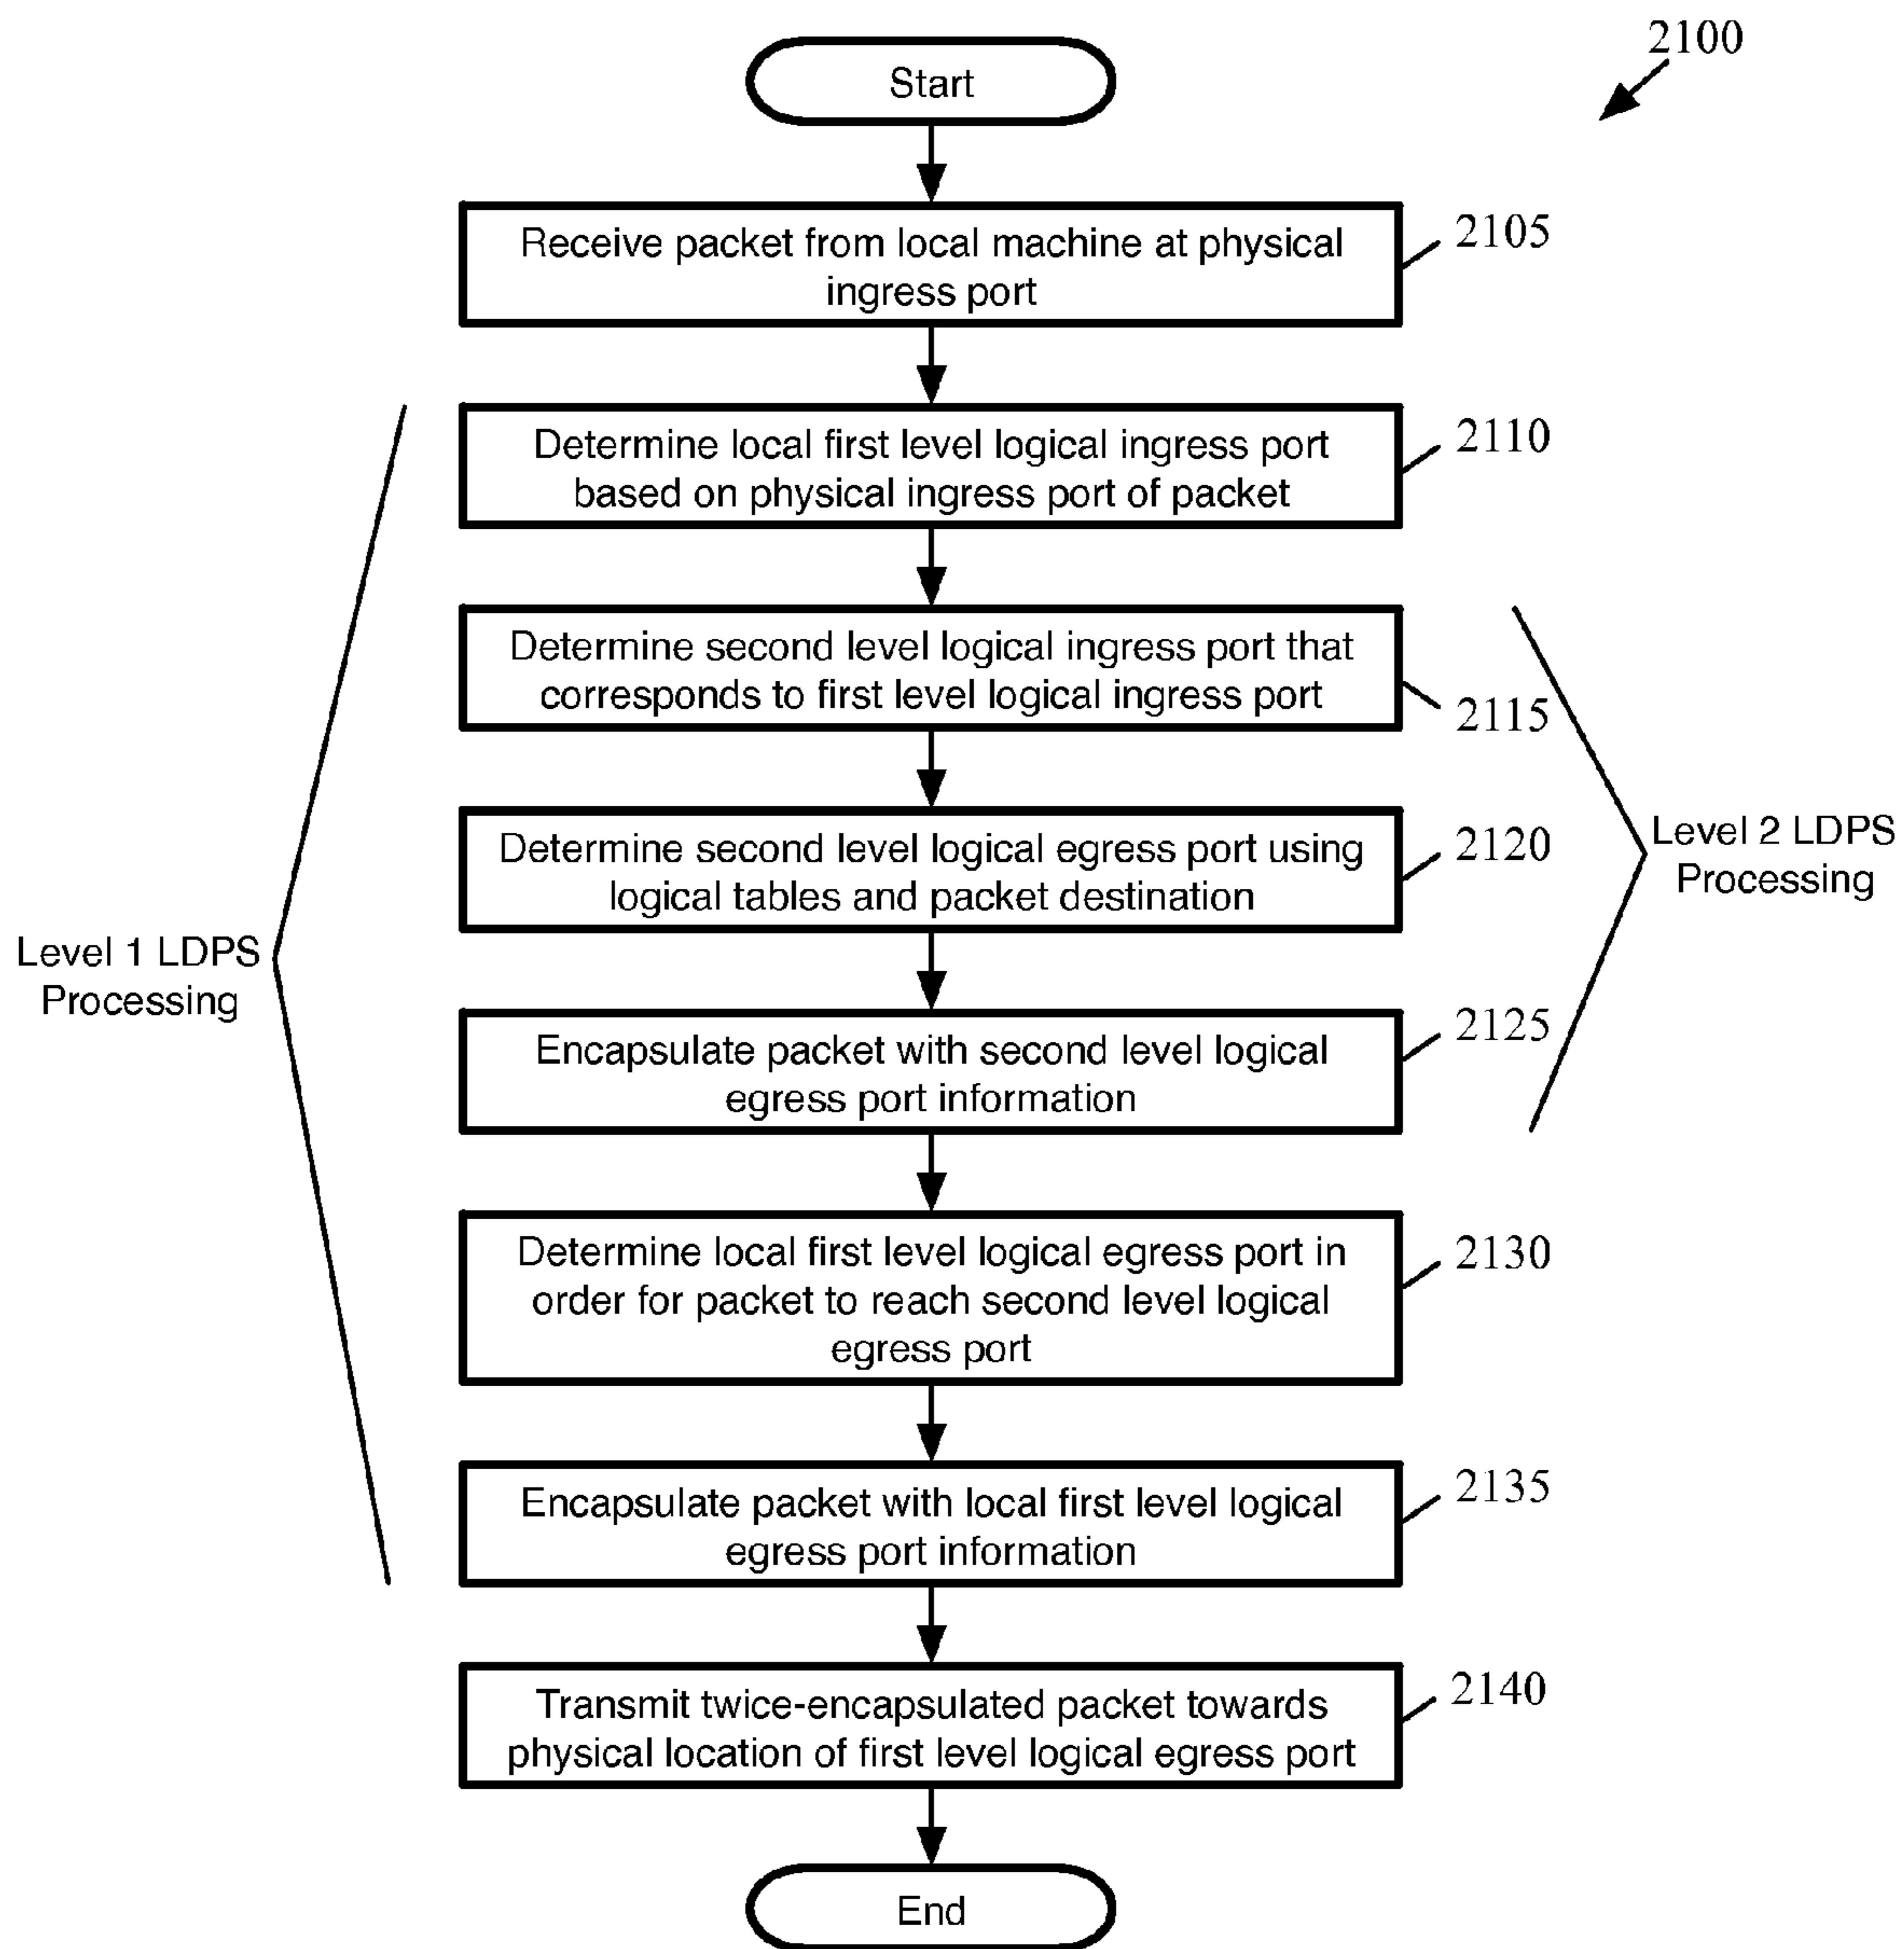 2100
Start
Receive packet from local machine at physical
ingress port
2105
Determine local first level logical ingress port
based on physical ingress port of packet
2110
Determine second level logical ingress port that
corresponds to first level logical ingress port
2115
Determine second level logical egress port using
logical tables and packet destination
2120
Level 2 LDPS
Processing
Level 1 LDPS
Processing
Encapsulate packet with second level logical
egress port information
2125
Determine local first level logical egress port in
order for packet to reach second level logical
egress port
2130
Encapsulate packet with local first level logical
egress port information
2135
Transmit twice-encapsulated packet towards
physical location of first level logical egress port
2140
End